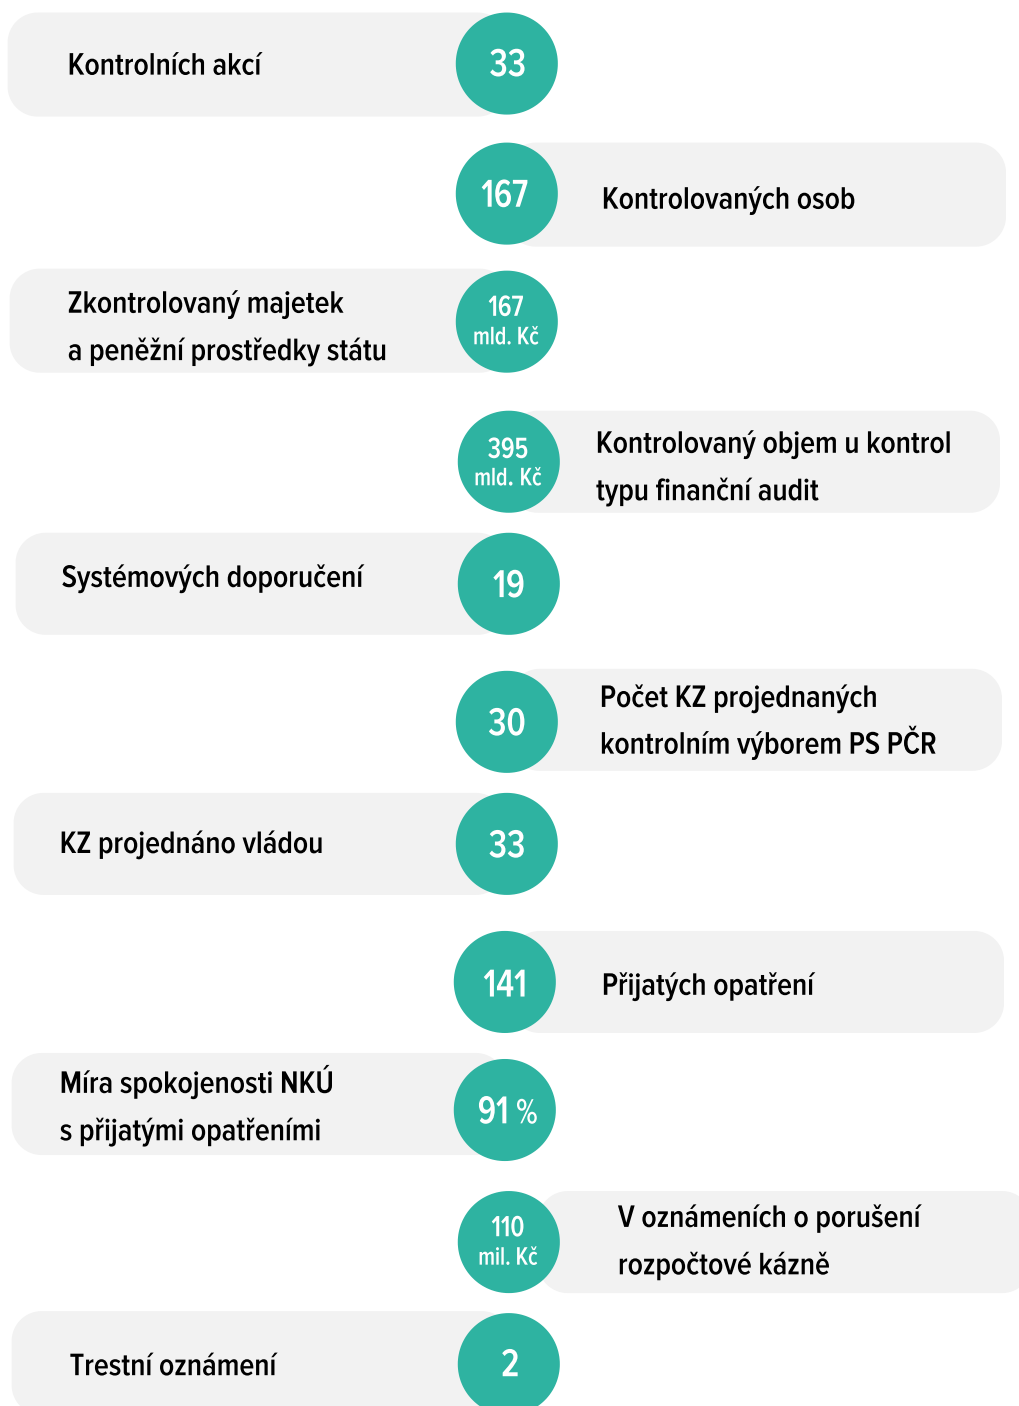 Kontrolních akcí
33
167
Kontrolovaných osob
Zkontrolovaný majetek
a peněžní prostředky státu
167
mld. Kč
395
mld. Kč
Kontrolovaný objem u kontrol
typu finanční audit
Systémových doporučení
19
30
Počet KZ projednaných
kontrolním výborem PS PČR
KZ projednáno vládou
33
141
Přijatých opatření
Míra spokojenosti NKÚ
s přijatými opatřeními
91 %
110
mil. Kč
V oznámeních o porušení
rozpočtové kázně
Trestní oznámení
2